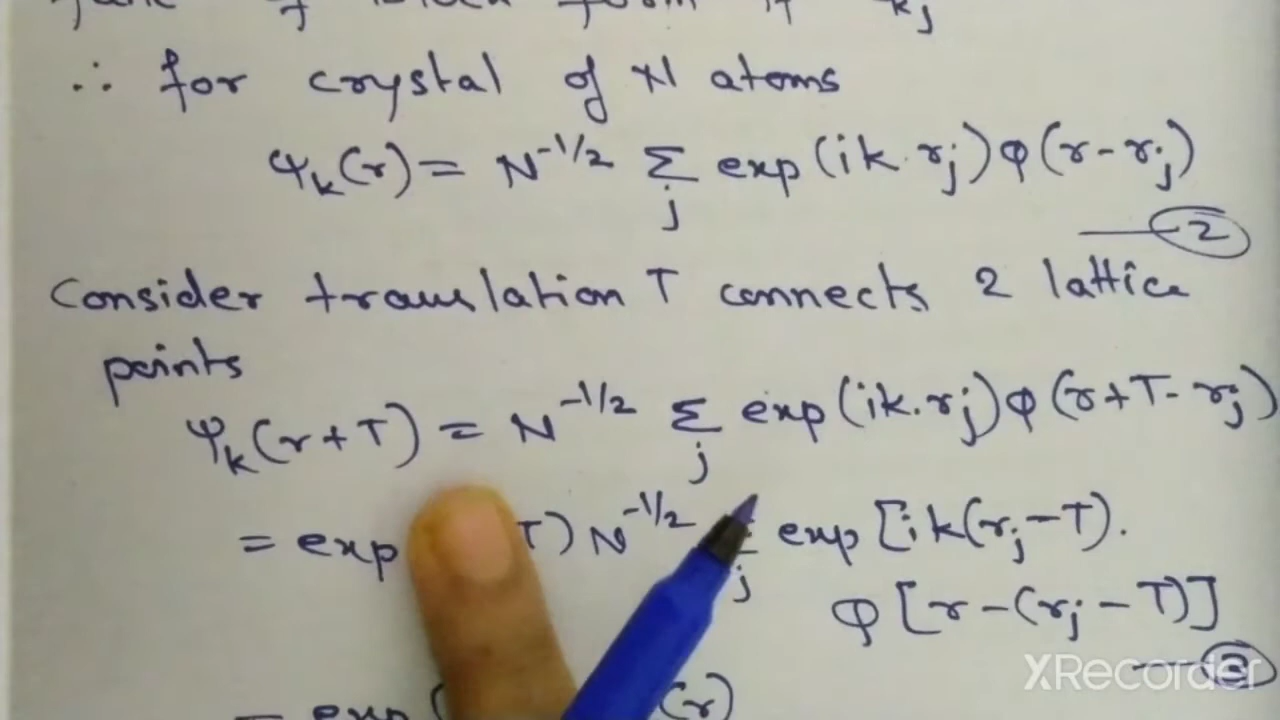 ∴ for crystal of N atoms
Ψk(r) = N^-1/2 Σj exp(ik.rj)φ(r-rj)
2
Consider translation T connects 2 lattice
points
Ψk(r+T) = N^-1/2 Σj exp(ik.rj)φ(r+T-rj)
= exp T) N^-1/2 j exp[ik(rj-T).
φ[r-(rj-T)]
3
XRecorder
= exp( (r)